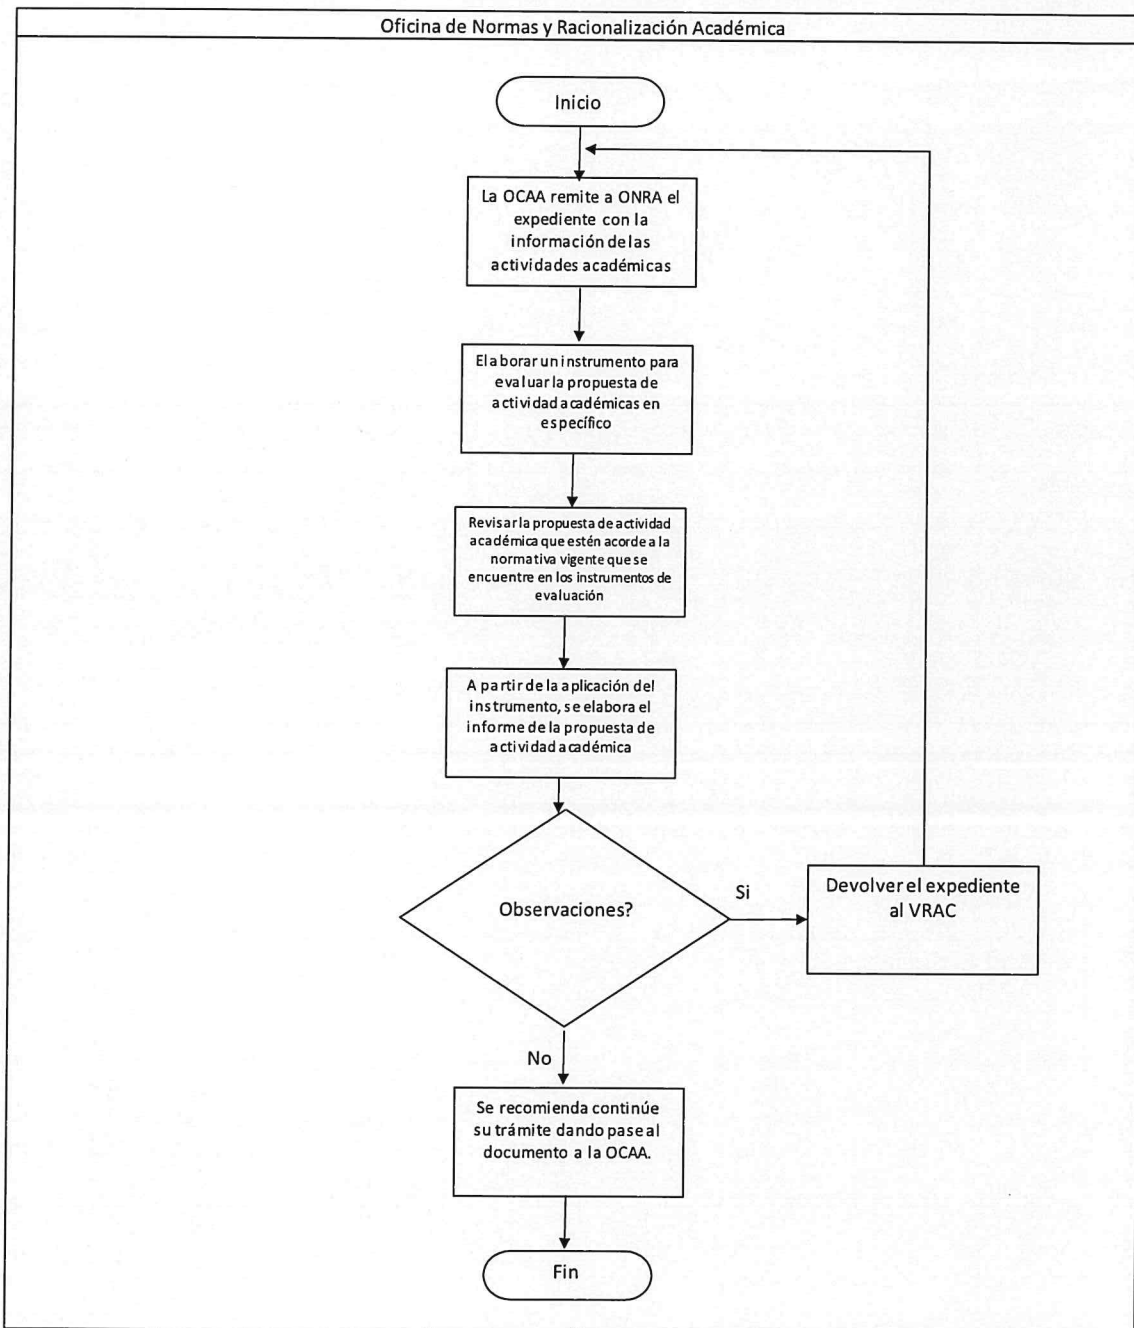 Oficina de Normas y Racionalización Académica
Inicio
La OCAA remite a ONRA el
expediente con la
información de las
actividades académicas
Elaborar un instrumento para
evaluar la propuesta de
actividad académicas en
específico
Revisar la propuesta de actividad
académica que estén acorde a la
normativa vigente que se
encuentre en los instrumentos de
evaluación
A partir de la aplicación del
instrumento, se elabora el
informe de la propuesta de
actividad académica
Observaciones?
Si
Devolver el expediente
al VRAC
No
Se recomienda continúe
su trámite dando pase al
documento a la OCAA.
Fin